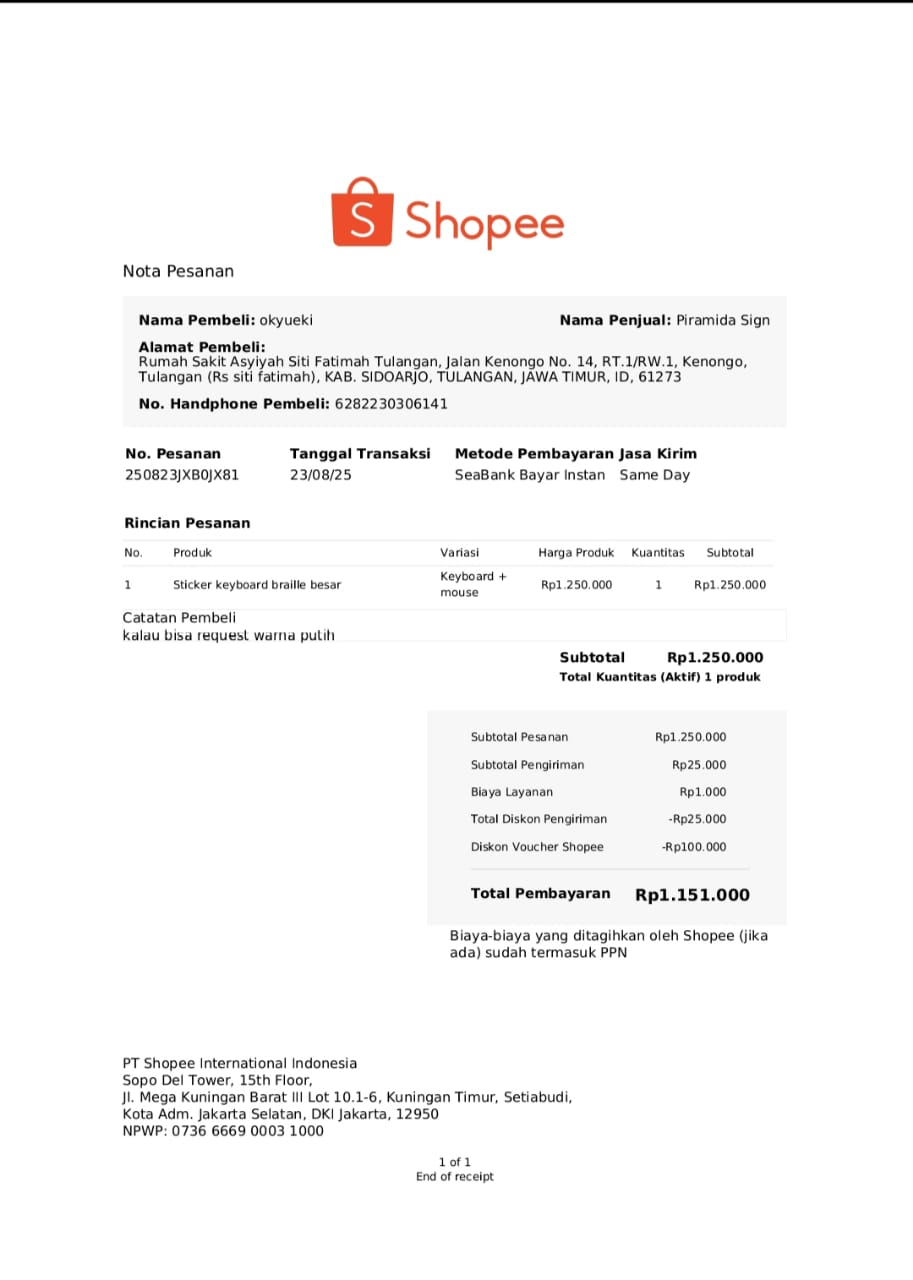 Shopee
Nota Pesanan
Nama Pembeli: okyueki Nama Penjual: Piramida Sign
Alamat Pembeli:
Rumah Sakit Asyiyah Siti Fatimah Tulangan, Jalan Kenongo No. 14, RT.1/RW.1, Kenongo,
Tulangan (Rs siti fatimah), KAB. SIDOARJO, TULANGAN, JAWA TIMUR, ID, 61273
No. Handphone Pembeli: 6282230306141
No. Pesanan Tanggal Transaksi Metode Pembayaran Jasa Kirim
250823JXB0JX81 23/08/25 SeaBank Bayar Instan Same Day
Rincian Pesanan
No. Produk Variasi Harga Produk Kuantitas Subtotal
1 Sticker keyboard braille besar Keyboard + mouse Rp1.250.000 1 Rp1.250.000
Catatan Pembeli
kalau bisa request warna putih
Subtotal Rp1.250.000
Total Kuantitas (Aktif) 1 produk
Subtotal Pesanan Rp1.250.000
Subtotal Pengiriman Rp25.000
Biaya Layanan Rp1.000
Total Diskon Pengiriman -Rp25.000
Diskon Voucher Shopee -Rp100.000
Total Pembayaran Rp1.151.000
Biaya-biaya yang ditagihkan oleh Shopee (jika
ada) sudah termasuk PPN
PT Shopee International Indonesia
Sopo Del Tower, 15th Floor,
Jl. Mega Kuningan Barat III Lot 10.1-6, Kuningan Timur, Setiabudi,
Kota Adm. Jakarta Selatan, DKI Jakarta, 12950
NPWP: 0736 6669 0003 1000
1 of 1
End of receipt